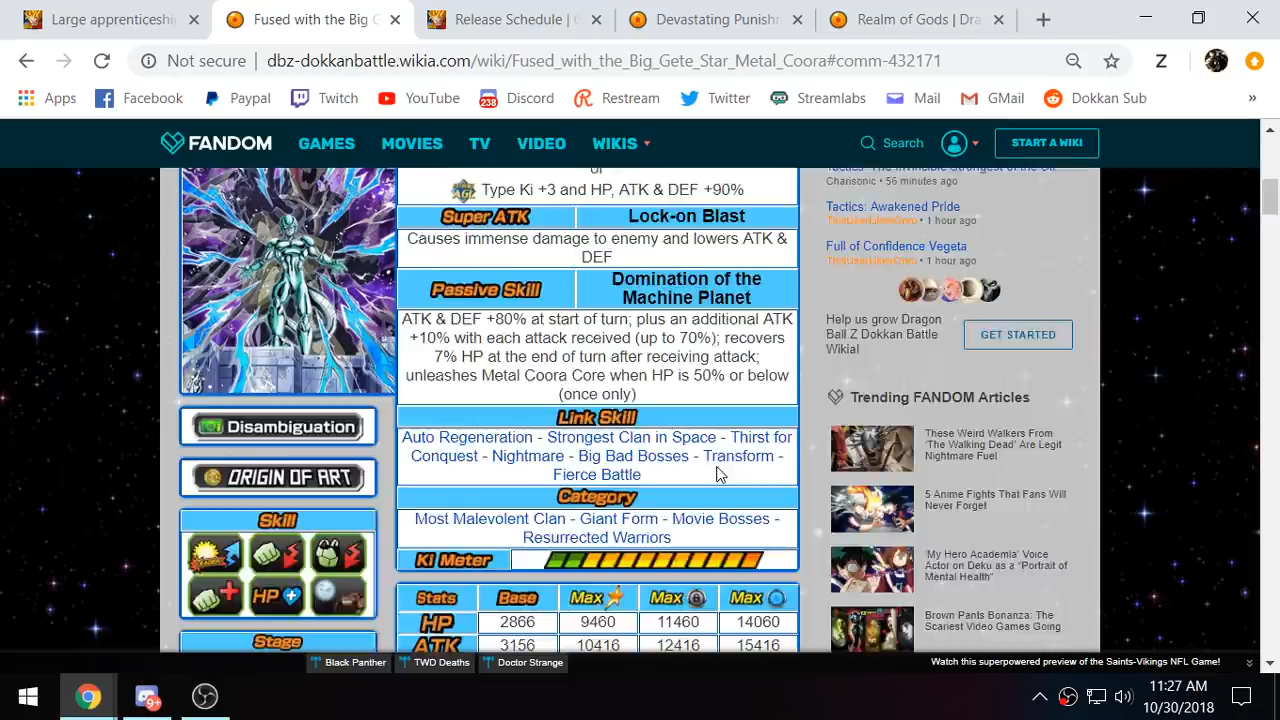 Large apprenticeshi
Fused with the Big G
Release Schedule | G
Devastating Punishm
Realm of Gods | Dra
Not secure
dbz-dokkanbattle.wikia.com/wiki/Fused_with_the_Big_Gete_Star_Metal_Coora#comm-432171
Z
Apps
Facebook
Paypal
Twitch
YouTube
238
Discord
Restream
Twitter
Streamlabs
Mail
GMail
Dokkan Sub
»
FANDOM
GAMES
MOVIES
TV
VIDEO
WIKIS
Search
START A WIKI
or
AGL
Type Ki +3 and HP, ATK & DEF +90%
Super ATK
Lock-on Blast
Causes immense damage to enemy and lowers ATK &
DEF
Passive Skill
Domination of the
Machine Planet
ATK & DEF +80% at start of turn; plus an additional ATK
+10% with each attack received (up to 70%); recovers
7% HP at the end of turn after receiving attack;
unleashes Metal Coora Core when HP is 50% or below
(once only)
Link Skill
Auto Regeneration - Strongest Clan in Space - Thirst for
Conquest - Nightmare - Big Bad Bosses - Transform -
Fierce Battle
Category
Most Malevolent Clan - Giant Form - Movie Bosses -
Resurrected Warriors
Ki Meter
Stats
Base
Max
Max
Max
HP
2866
9460
11460
14060
ATK
3156
10416
12416
15416
Disambiguation
ORIGIN OF ART
Skill
HP
Stage
Charisonic • 56 minutes ago
Tactics: Awakened Pride
• 1 hour ago
Full of Confidence Vegeta
• 1 hour ago
Help us grow Dragon
Ball Z Dokkan Battle
Wikia!
GET STARTED
Trending FANDOM Articles
These Weird Walkers From
'The Walking Dead' Are Legit
Nightmare Fuel
5 Anime Fights That Fans Will
Never Forget
'My Hero Academia' Voice
Actor on Deku as a "Portrait of
Mental Health"
Brown Pants Bonanza: The
Scariest Video Games Going
Black Panther
TWD Deaths
Doctor Strange
Watch this superpowered preview of the Saints-Vikings NFL Game!
9+
11:27 AM
10/30/2018